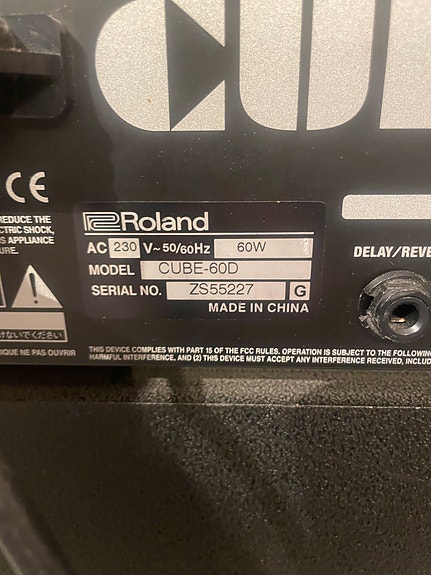 CU
CE
REDUCE THE
CTRIC SHOCK,
S APPLIANCE
URE.
Roland
AC 230 V~50/60Hz 60W
MODEL CUBE-60D
SERIAL NO. ZS55227 G
MADE IN CHINA
DELAY/REVE
けないでください
NIQUE NE PAS OUVRIR
THIS DEVICE COMPLIES WITH PART 15 OF THE FCC RULES. OPERATION IS SUBJECT TO THE FOLLOWING
HARMFUL INTERFERENCE, AND (2) THIS DEVICE MUST ACCEPT ANY INTERFERENCE RECEIVED, INCLUD